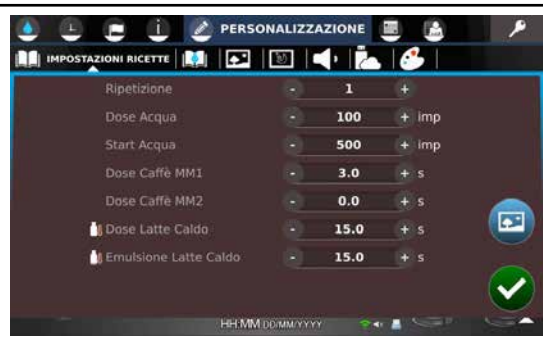 PERSONALIZZAZIONE
IMPOSTAZIONI RICETTE
Ripetizione - 1 +
Dose Acqua - 100 + imp
Start Acqua - 500 + imp
Dose Caffè MM1 - 3.0 + s
Dose Caffè MM2 - 0.0 + s
Dose Latte Caldo - 15.0 + s
Emulsione Latte Caldo - 15.0 + s
HH:MM DD/MM/YYYY